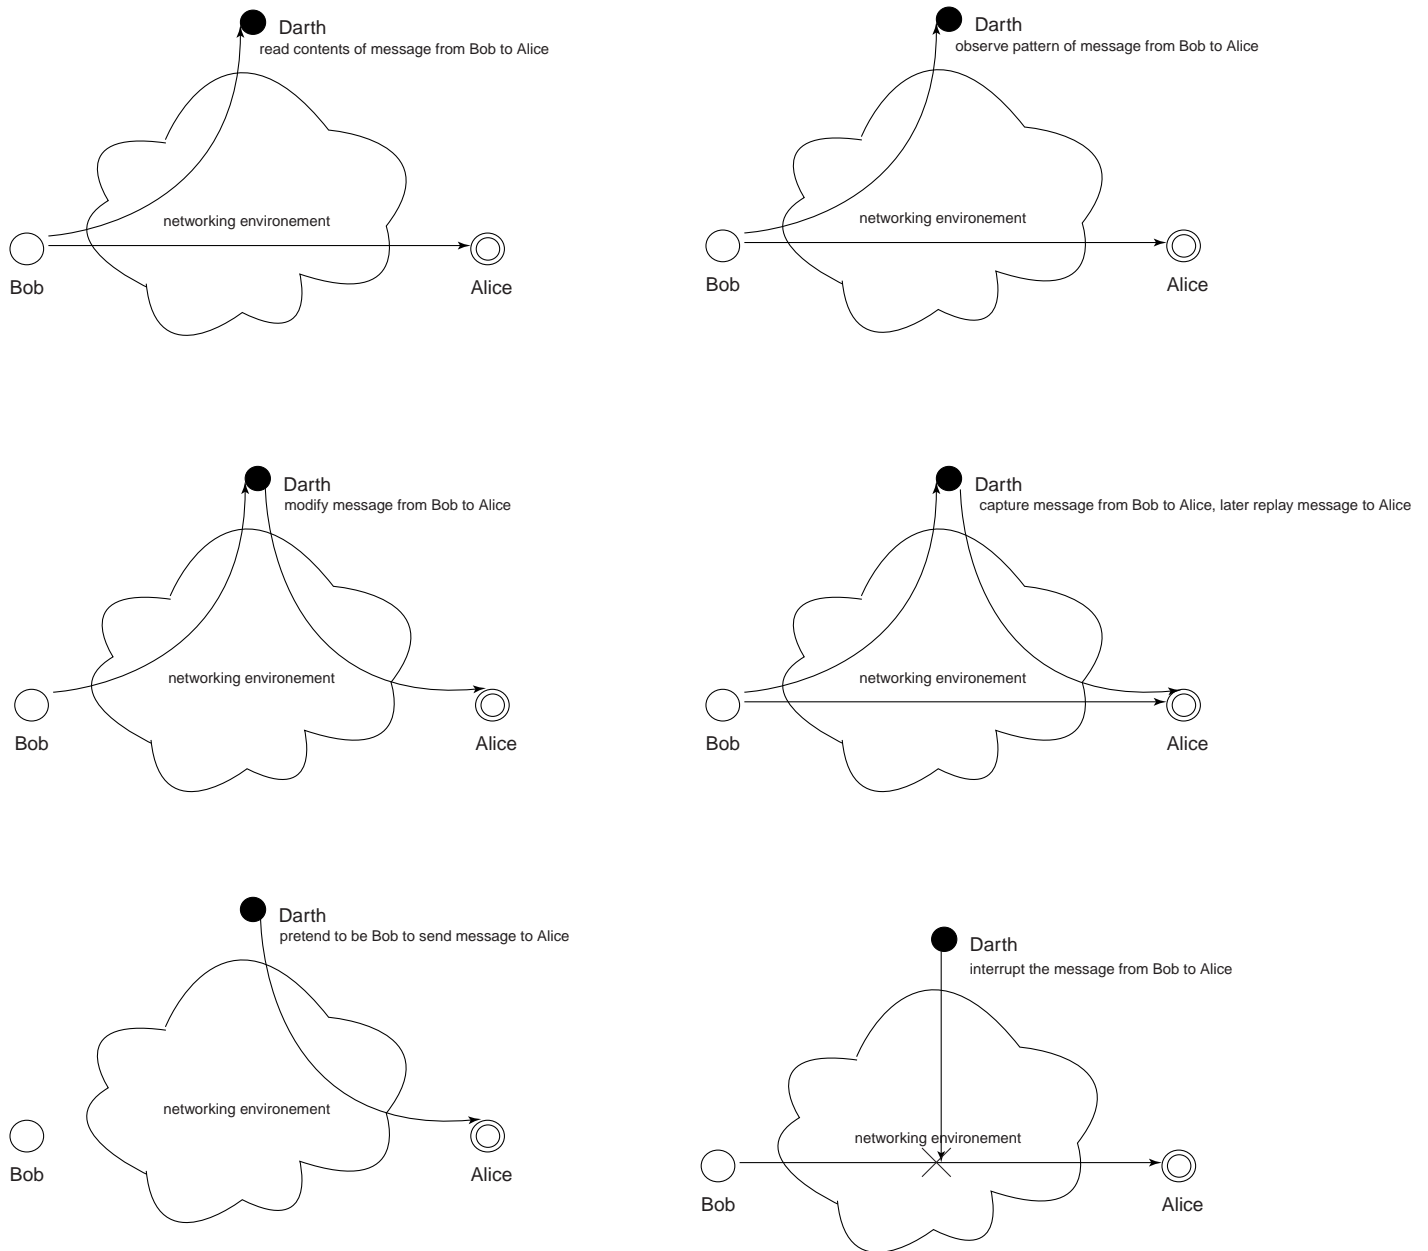 Darth
read contents of message from Bob to Alice
networking environement
Bob
Alice
Darth
observe pattern of message from Bob to Alice
networking environement
Bob
Alice
Darth
modify message from Bob to Alice
networking environement
Bob
Alice
Darth
capture message from Bob to Alice, later replay message to Alice
networking environement
Bob
Alice
Darth
pretend to be Bob to send message to Alice
networking environement
Bob
Alice
Darth
interrupt the message from Bob to Alice
networking environement
Bob
Alice